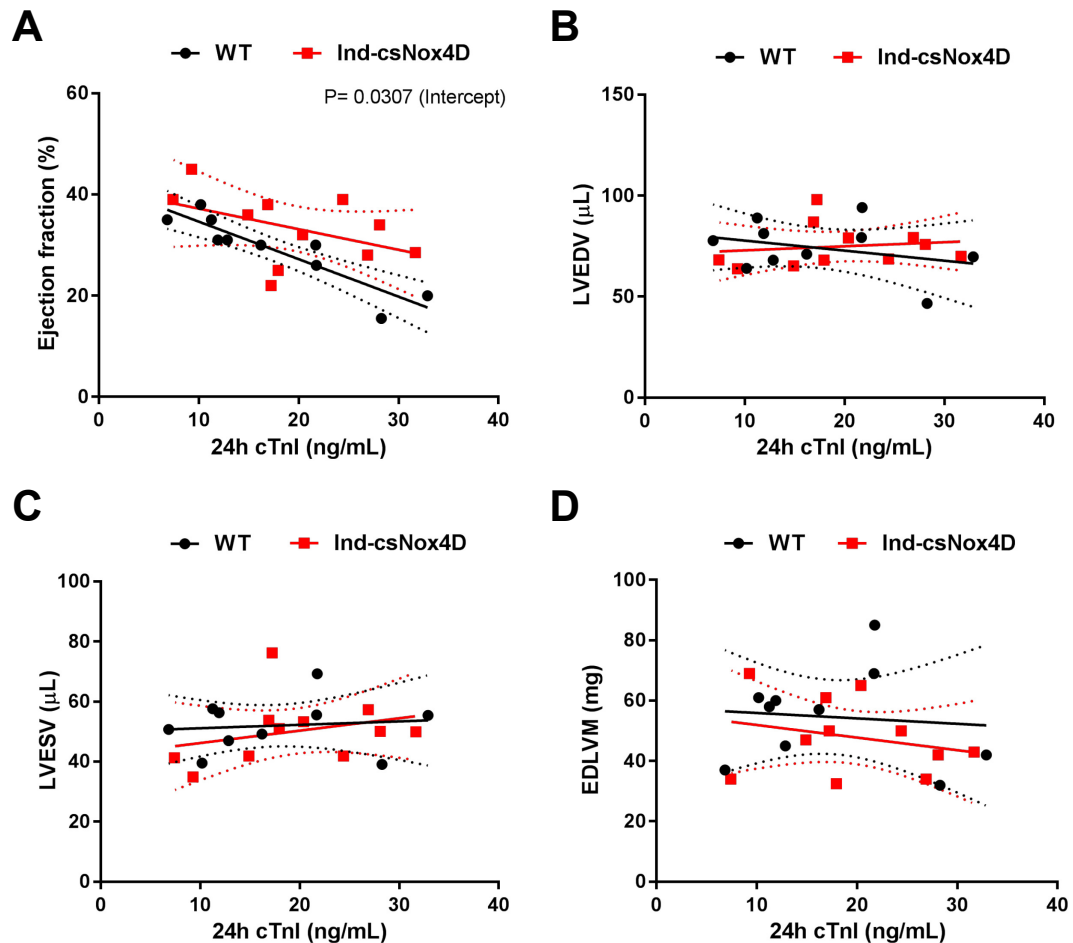 A
WT Ind-csNox4D
P= 0.0307 (Intercept)
60
40
20
0
0 10 20 30 40
Ejection fraction (%)
24h cTnI (ng/mL)
B
WT Ind-csNox4D
150
100
50
0
0 10 20 30 40
LVEDV (µL)
24h cTnI (ng/mL)
C
WT Ind-csNox4D
100
80
60
40
20
0
0 10 20 30 40
LVESV (µL)
24h cTnI (ng/mL)
D
WT Ind-csNox4D
100
80
60
40
20
0
0 10 20 30 40
EDLVM (mg)
24h cTnI (ng/mL)